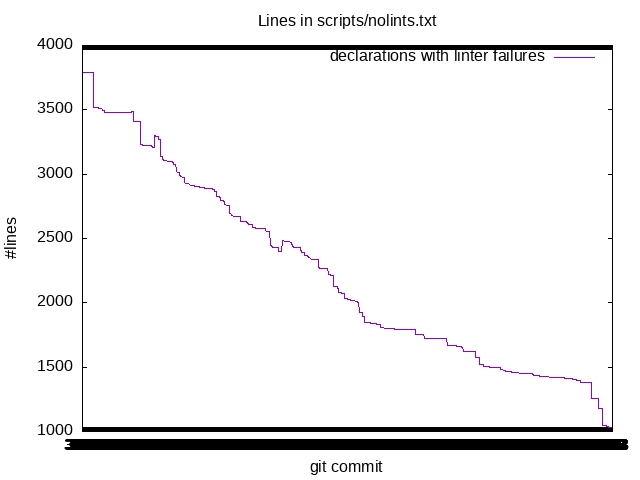 Lines in scripts/nolints.txt
4000
declarations with linter failures
3500
3000
2500
#lines
2000
1500
1000
git commit